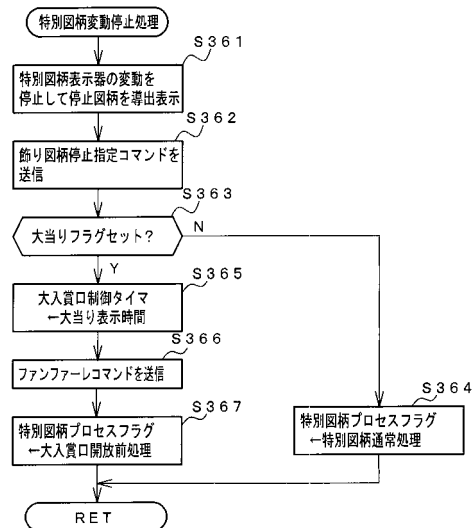 特別図柄変動停止処理
S361
特別図柄表示器の変動を
停止して停止図柄を導出表示
S362
飾り図柄停止指定コマンドを
送信
S363
大当りフラグセット?
N
Y
S365
大入賞口制御タイマ
←大当り表示時間
S366
ファンファーレコマンドを送信
S367
特別図柄プロセスフラグ
←大入賞口開放前処理
S364
特別図柄プロセスフラグ
←特別図柄通常処理
RET